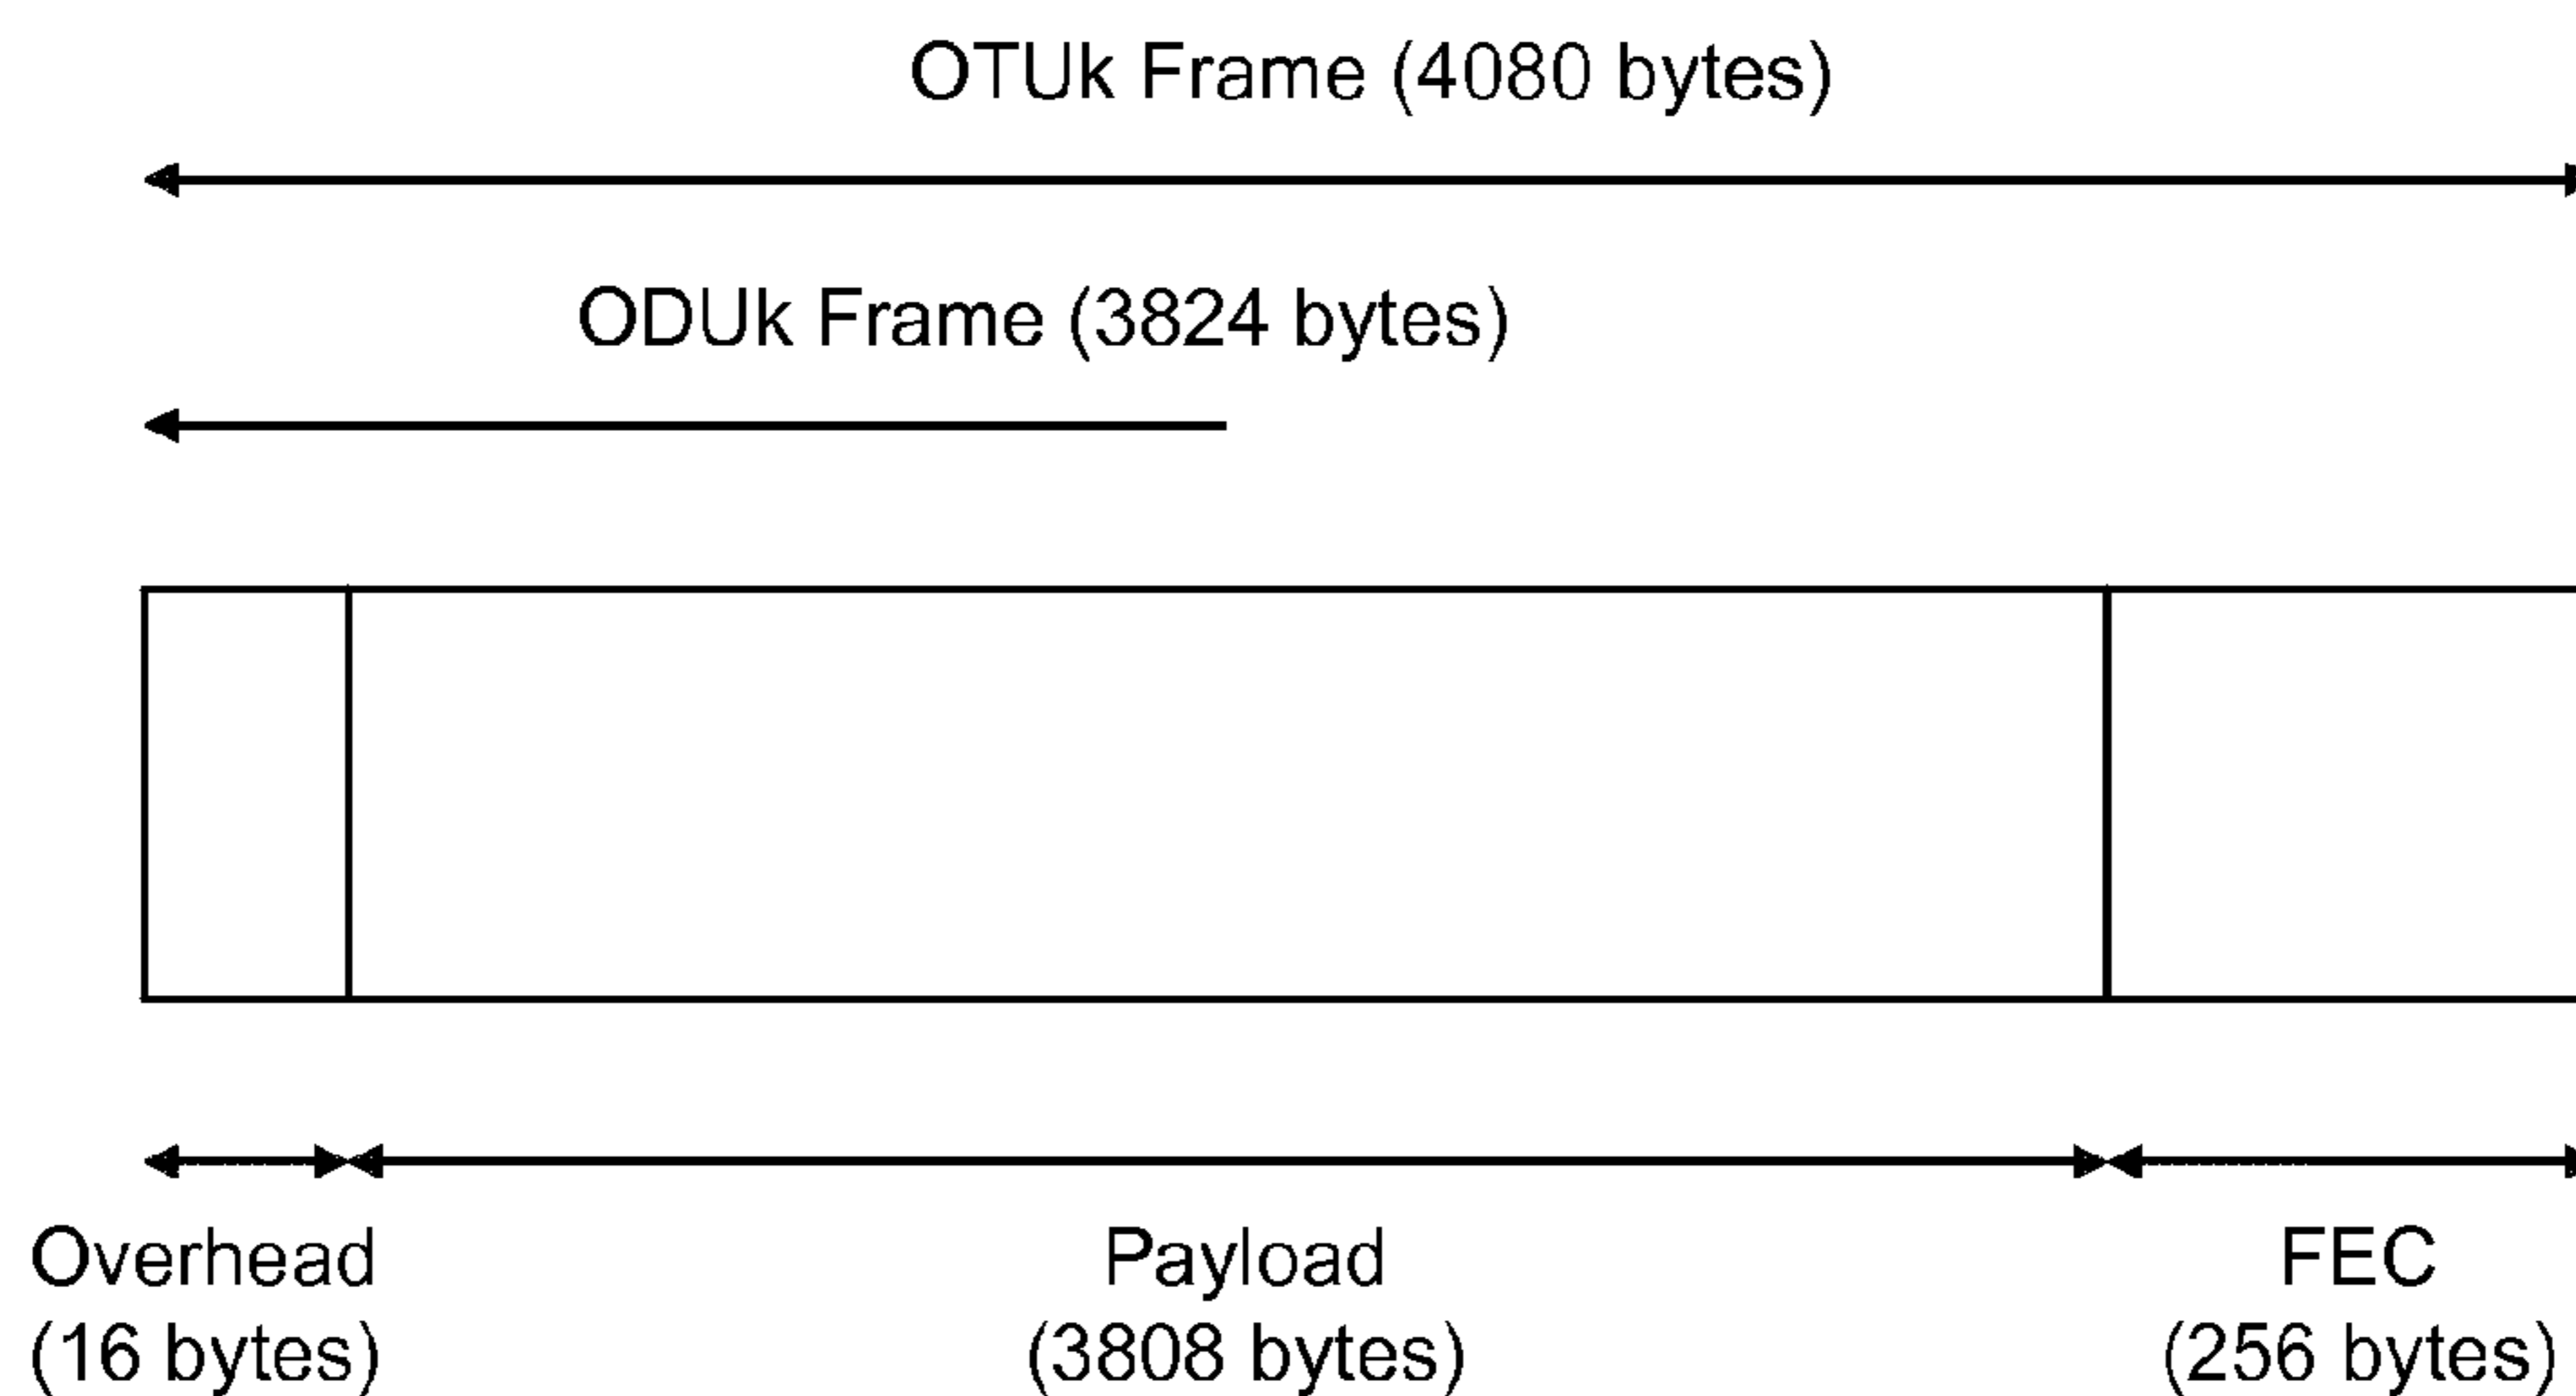 OTUk Frame (4080 bytes)
ODUk Frame (3824 bytes)
Overhead
(16 bytes)
Payload
(3808 bytes)
FEC
(256 bytes)